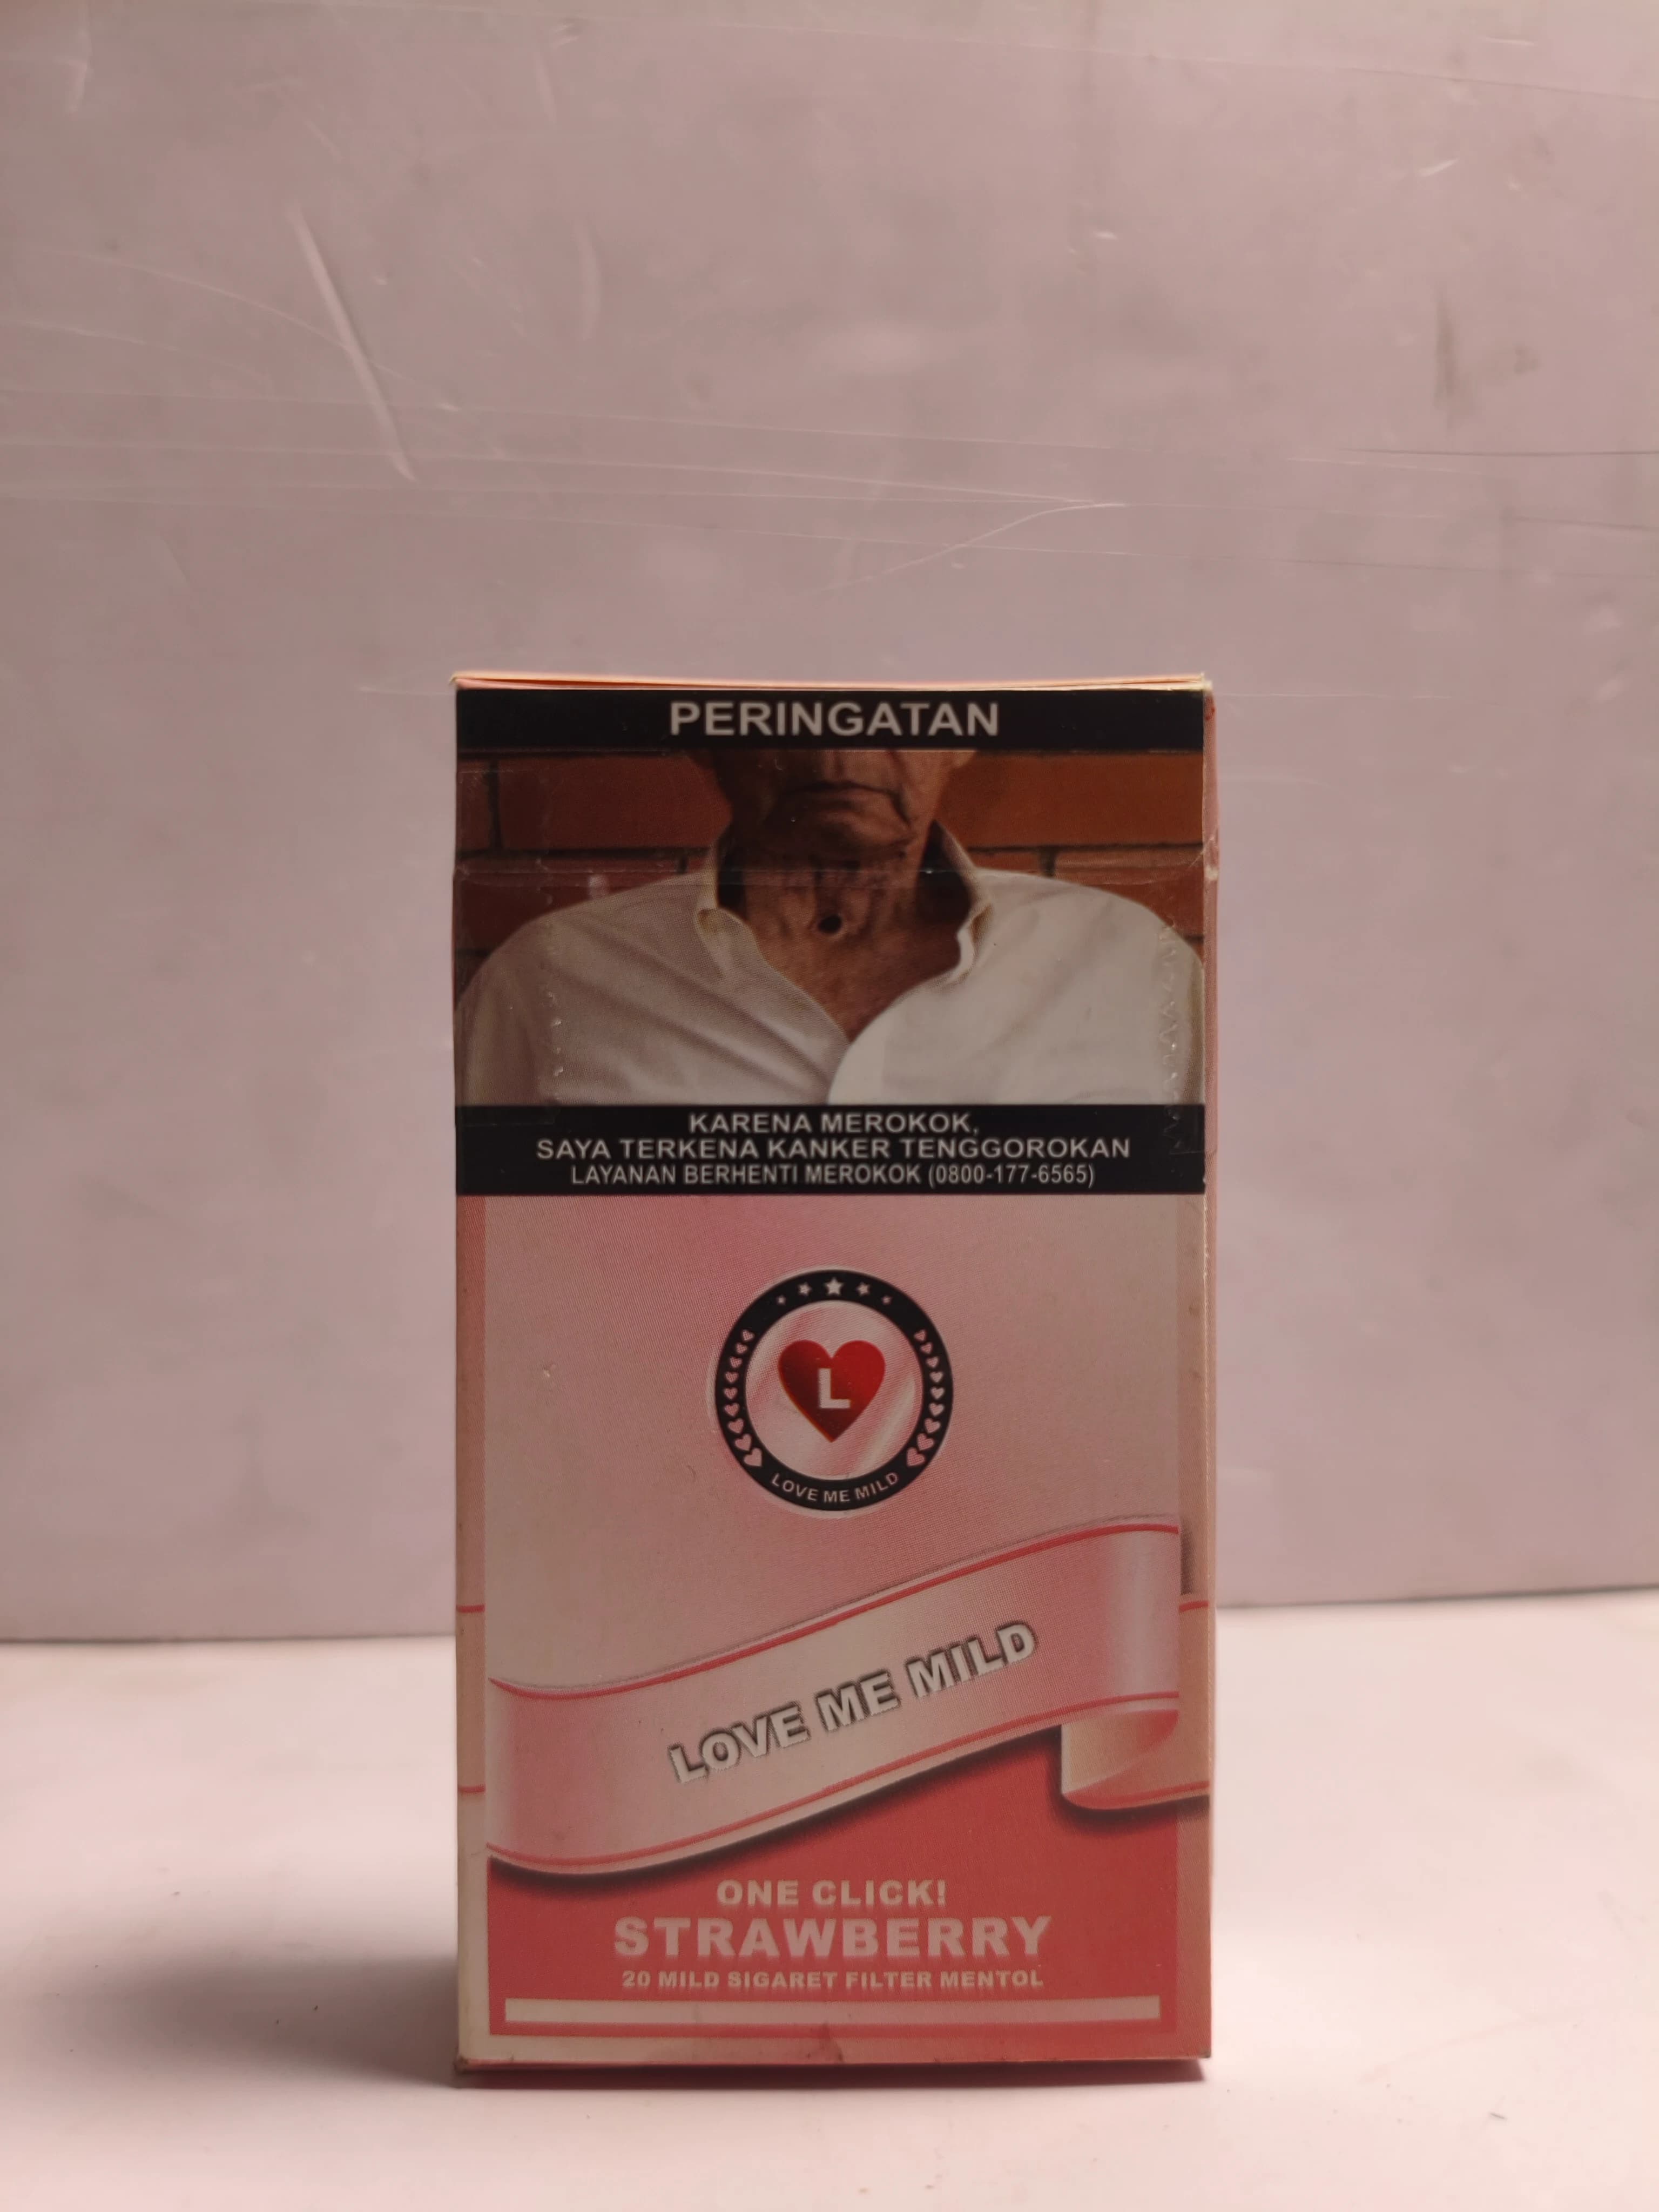 PERINGATAN
KARENA MEROKOK,
SAYA TERKENA KANKER TENGGOROKAN
LAYANAN BERHENTI MEROKOK (0800-177-6565)
L
LOVE ME MILD
LOVE ME MILD
ONE CLICK!
STRAWBERRY
20 MILD SIGARET FILTER MENTOL